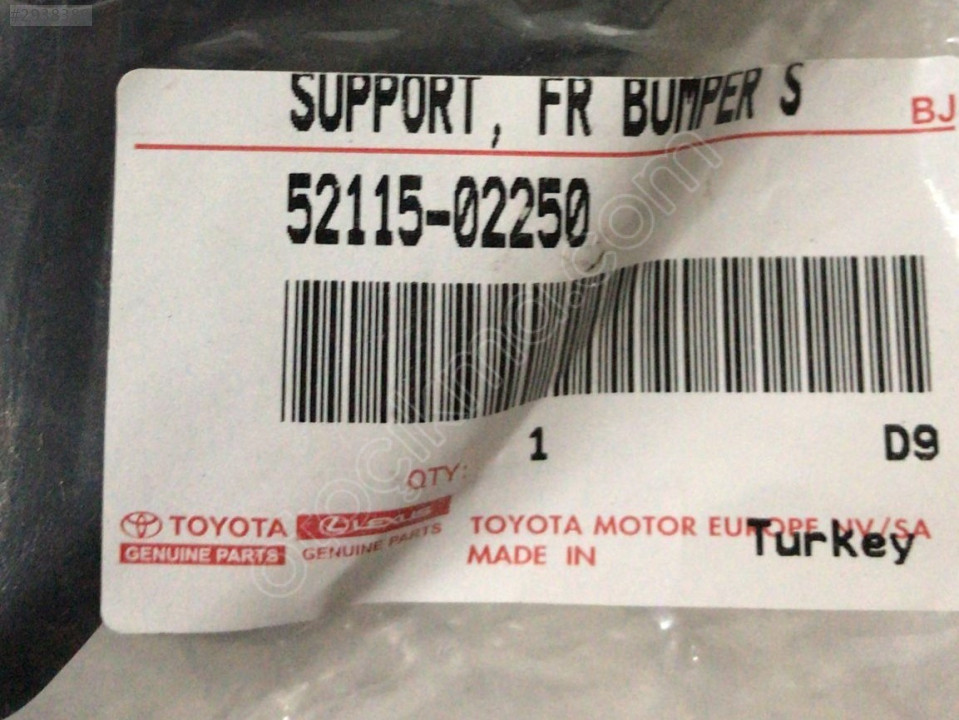 SUPPORT, FR BUMPER S
BJ
52115-02250
1
D9
QTY:
TOYOTA
GENUINE PARTS
LEXUS
GENUINE PARTS
TOYOTA MOTOR EUROPE NV/SA
MADE IN
Turkey